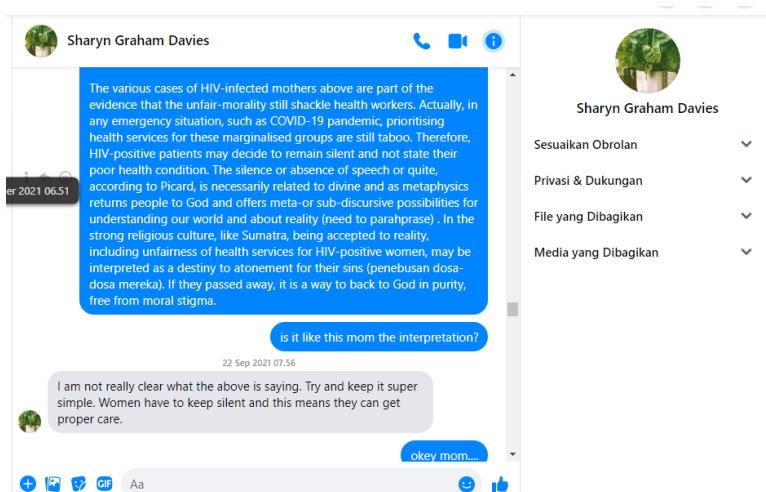 Sharyn Graham Davies
The various cases of HIV-infected mothers above are part of the
evidence that the unfair-morality still shackle health workers. Actually, in
any emergency situation, such as COVID-19 pandemic, prioritising
health services for these marginalised groups are still taboo. Therefore,
HIV-positive patients may decide to remain silent and not state their
poor health condition. The silence or absence of speech or quite,
according to Picard, is necessarily related to divine and as metaphysics
returns people to God and offers meta-or sub-discursive possibilities for
understanding our world and about reality (need to parahprase) . In the
strong religious culture, like Sumatra, being accepted to reality,
including unfairness of health services for HIV-positive women, may be
interpreted as a destiny to atonement for their sins (penebusan dosa-
dosa mereka). If they passed away, it is a way to back to God in purity,
free from moral stigma.
er 2021 06.51
is it like this mom the interpretation?
22 Sep 2021 07.56
I am not really clear what the above is saying. Try and keep it super
simple. Women have to keep silent and this means they can get
proper care.
okey mom....
GIF
Aa
Sharyn Graham Davies
Sesuaikan Obrolan
Privasi & Dukungan
File yang Dibagikan
Media yang Dibagikan